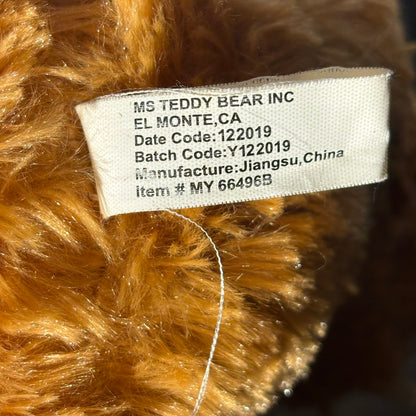 MS TEDDY BEAR INC
EL MONTE,CA
Date Code:122019
Batch Code:Y122019
Manufacture:Jiangsu,China
Item # MY 66496B